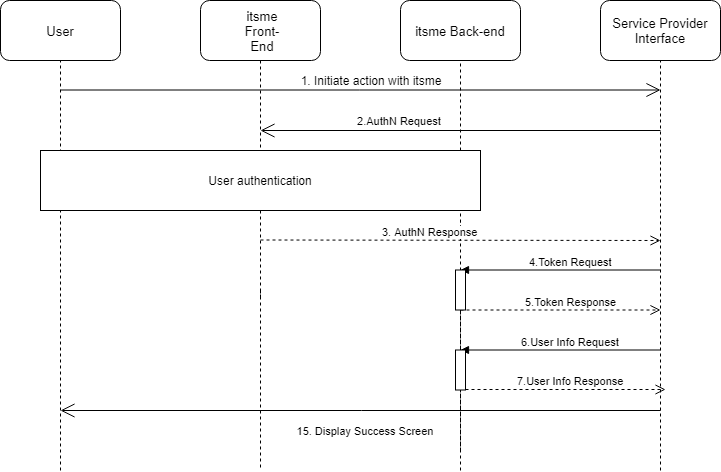 User
itsme
Front-
End
itsme Back-end
Service Provider
Interface
1. Initiate action with itsme
2.AuthN Request
User authentication
3. AuthN Response
4.Token Request
5.Token Response
6.User Info Request
7.User Info Response
15. Display Success Screen